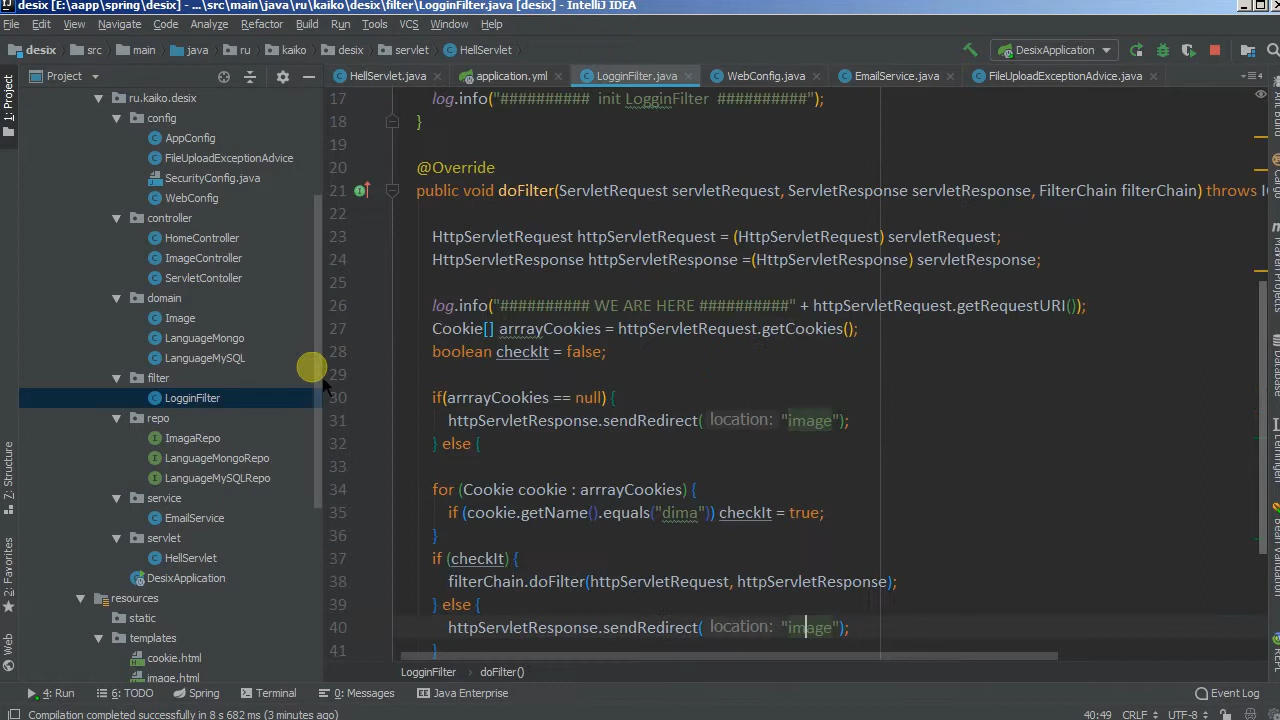 desix [E:\aapp\spring\desix] - ...\src\main\java\ru\kaiko\desix\filter\LogginFilter.java [desix] - IntelliJ IDEA
File Edit View Navigate Code Analyze Refactor Build Run Tools VCS Window Help
desix src main java ru kaiko desix servlet HellServlet DesixApplication
Project HellServet.java application.yml LogginFilter.java WebConfig.java EmailService.java FileUploadExceptionAdvice.java
1: Project
Z: Structure
2: Favorites
Web
ru.kaiko.desix
config
AppConfig
FileUploadExceptionAdvice
SecurityConfig.java
WebConfig
controller
HomeController
ImageController
ServletContoller
domain
Image
LanguageMongo
LanguageMySQL
filter
LogginFilter
repo
ImagaRepo
LanguageMongoRepo
LanguageMySQLRepo
service
EmailService
servlet
HellServlet
DesixApplication
resources
static
templates
cookie.html
image.html
17 log.info("########## init LogginFilter ##########");
18 }
19
20 @Override
21 public void doFilter(ServletRequest servletRequest, ServletResponse servletResponse, FilterChain filterChain) throws
22
23 HttpServletRequest httpServletRequest = (HttpServletRequest) servletRequest;
24 HttpServletResponse httpServletResponse =(HttpServletResponse) servletResponse;
25
26 log.info("########## WE ARE HERE ##########" + httpServletRequest.getRequestURI());
27 Cookie[] arrrayCookies = httpServletRequest.getCookies();
28 boolean checkIt = false;
29
30 if(arrrayCookies == null) {
31 httpServletResponse.sendRedirect( location: "image");
32 } else {
33
34 for (Cookie cookie : arrrayCookies) {
35 if (cookie.getName().equals("dima")) checkIt = true;
36 }
37 if (checkIt) {
38 filterChain.doFilter(httpServletRequest, httpServletResponse);
39 } else {
40 httpServletResponse.sendRedirect( location: "image");
41 }
LogginFilter doFilter()
4: Run 6: TODO Spring Terminal 0: Messages Java Enterprise Event Log
Compilation completed successfully in 8 s 682 ms (3 minutes ago) 40:49 CRLF UTF-8